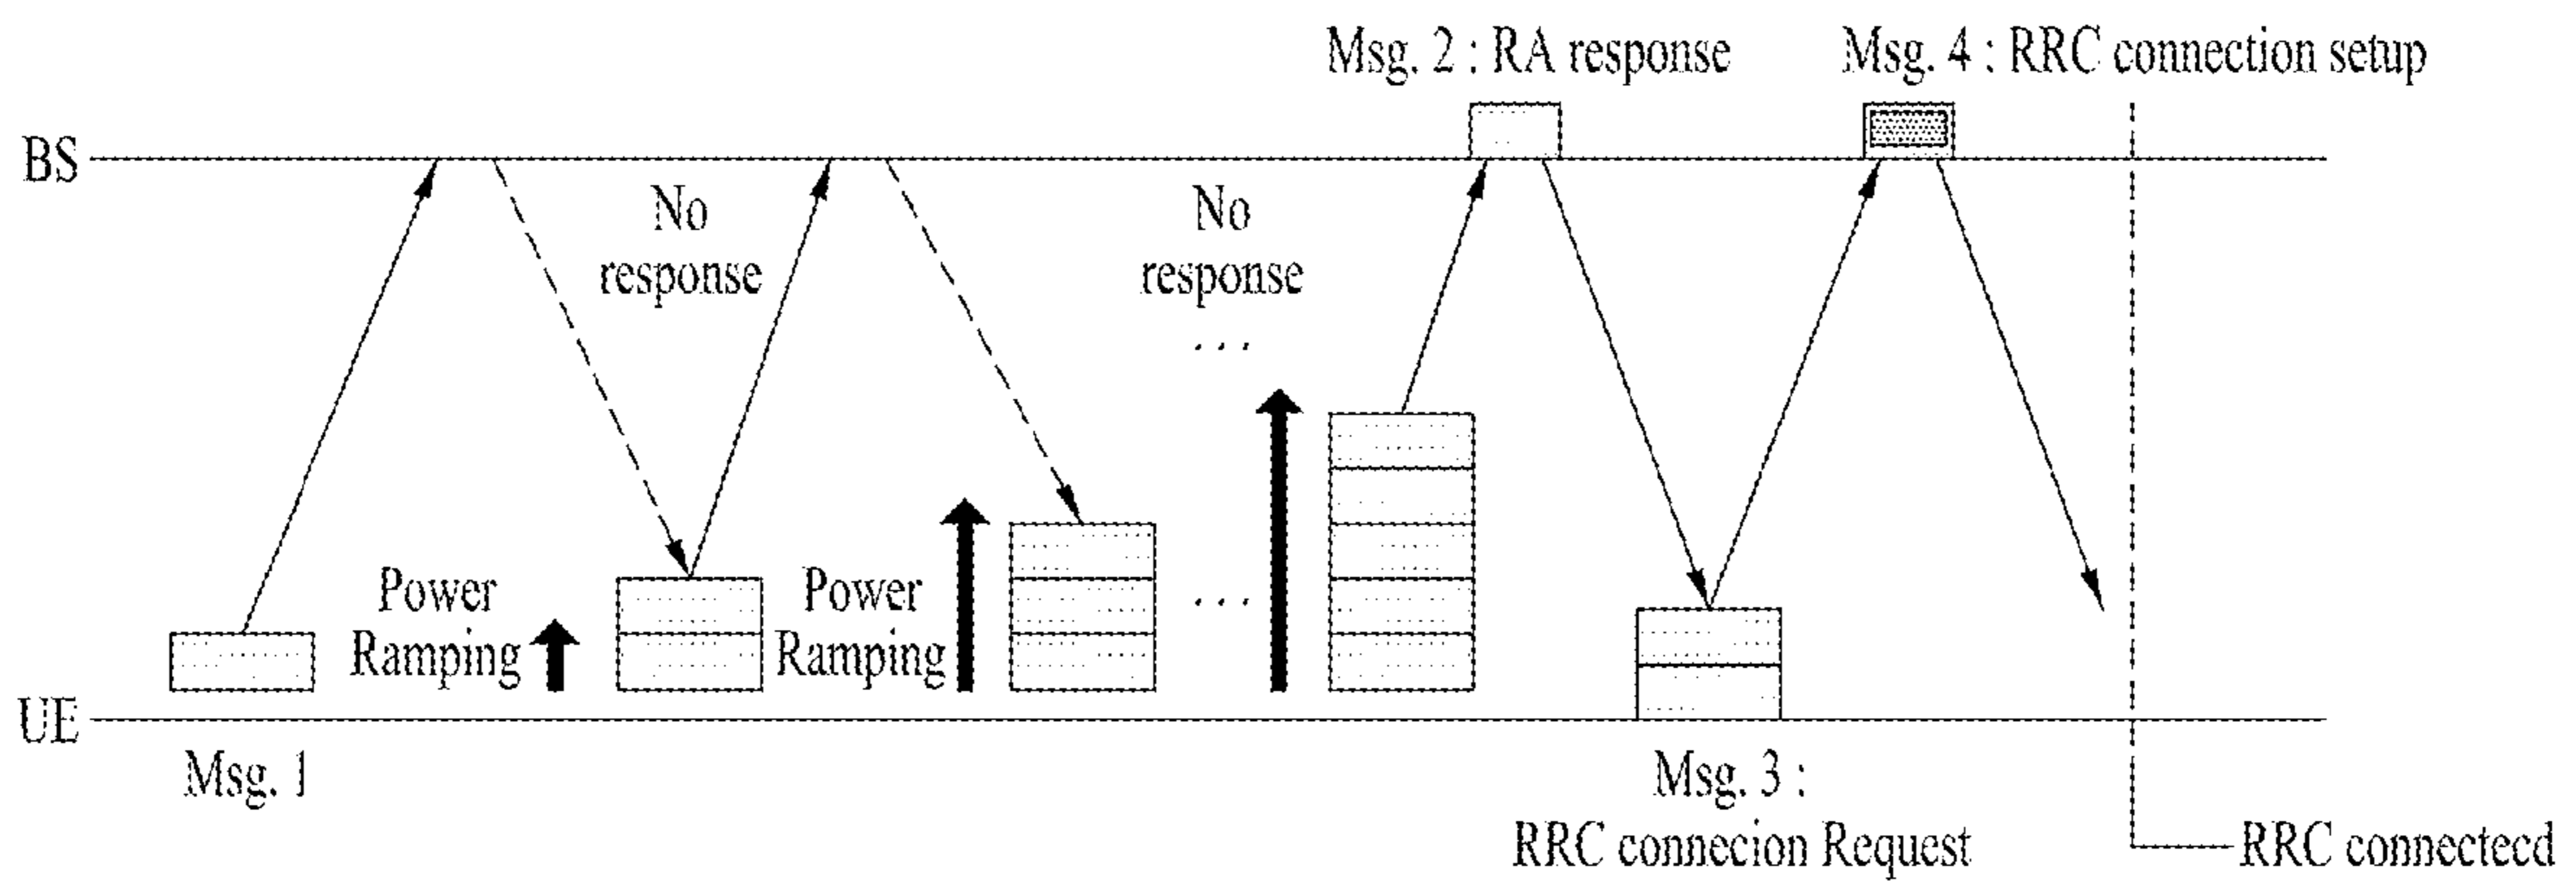 Msg. 2 : RA response
Msg. 4 : RRC connection setup
BS
No
response
No
response
...
Power
Ramping
Power
Ramping
...
UE
Msg. 1
Msg. 3 :
RRC connecion Request
RRC connectecd